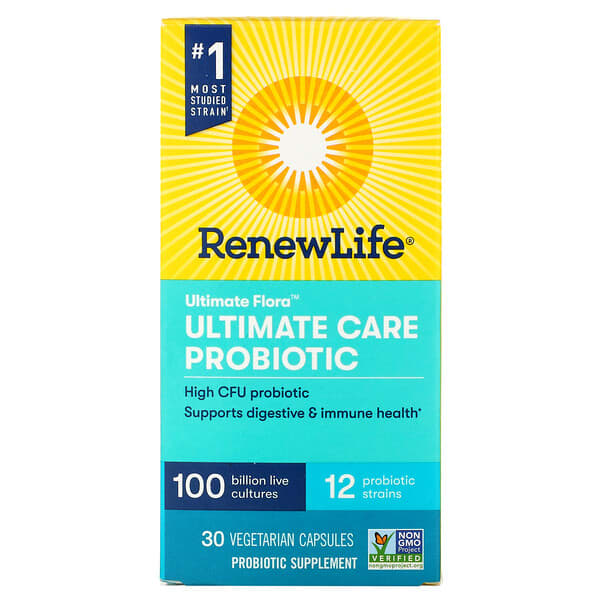 #1
MOST
STUDIED
STRAIN†
RenewLife®
Ultimate Flora™
ULTIMATE CARE
PROBIOTIC
High CFU probiotic
Supports digestive & immune health*
100 billion live
cultures
12 probiotic
strains
30 VEGETARIAN CAPSULES
PROBIOTIC SUPPLEMENT
NON
GMO
Project
VERIFIED
nongmoproject.org